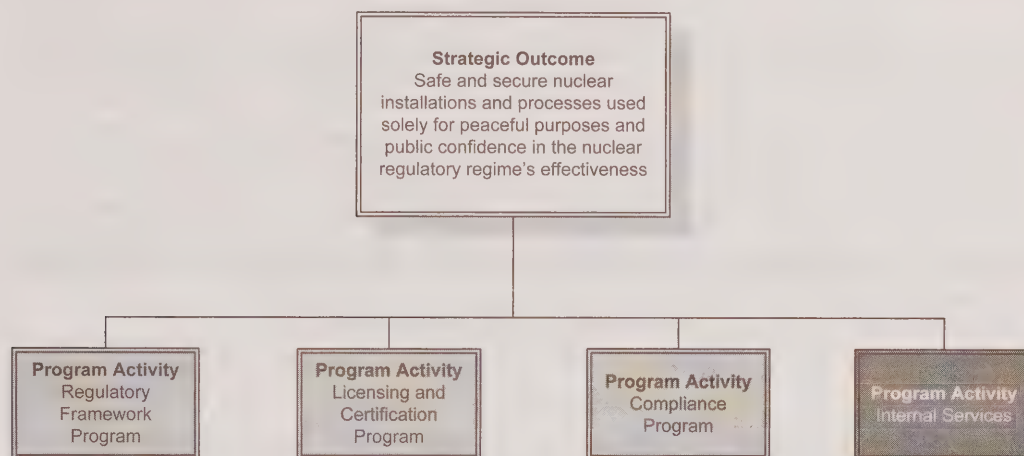 Strategic Outcome
Safe and secure nuclear
installations and processes used
solely for peaceful purposes and
public confidence in the nuclear
regulatory regime's effectiveness
Program Activity
Regulatory
Framework
Program
Program Activity
Licensing and
Certification
Program
Program Activity
Compliance
Program
Program Activity
Internal Services